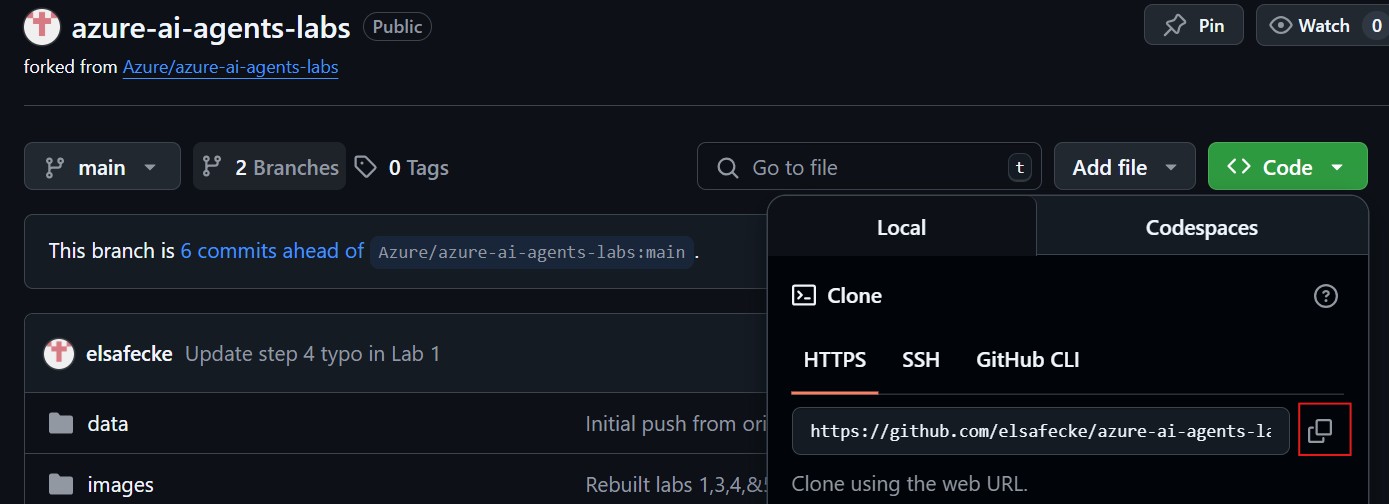 azure-ai-agents-labs Public Pin Watch 0
forked from Azure/azure-ai-agents-labs
main 2 Branches 0 Tags Go to file t Add file Code
Local Codespaces
This branch is 6 commits ahead of Azure/azure-ai-agents-labs:main .
Clone
elsafecke Update step 4 typo in Lab 1
HTTPS SSH GitHub CLI
data Initial push from ori
https://github.com/elsafecke/azure-ai-agents-la
images Rebuilt labs 1,3,4,&5
Clone using the web URL.